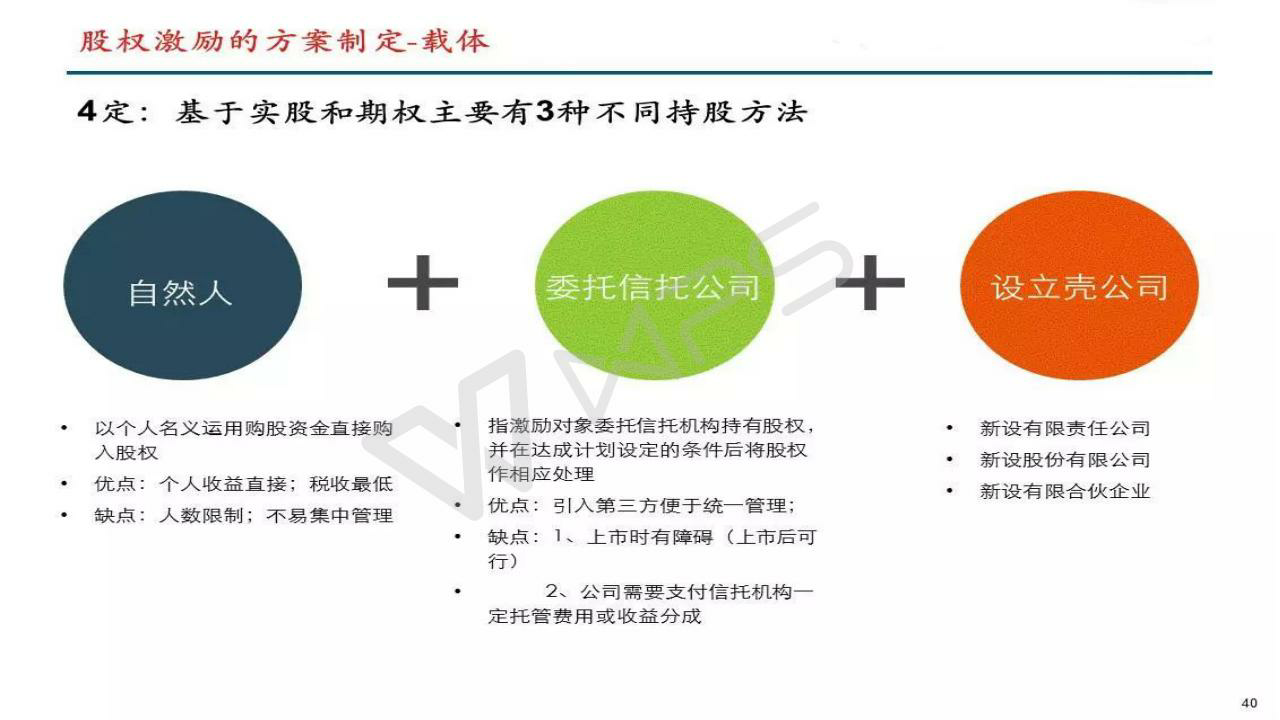 股权激励的方案制定-载体
4定：基于实股和期权主要有3种不同持股方法
自然人
委托信托公司
设立壳公司
• 以个人名义运用购股资金直接购
入股权
• 优点：个人收益直接；税收最低
• 缺点：人数限制；不易集中管理
• 指激励对象委托信托机构持有股权，
并在达成计划设定的条件后将股权
作相应处理
• 优点：引入第三方便于统一管理；
• 缺点：1、上市时有障碍（上市后可
行）
• 2、公司需要支付信托机构一
定托管费用或收益分成
• 新设有限责任公司
• 新设股份有限公司
• 新设有限合伙企业
40